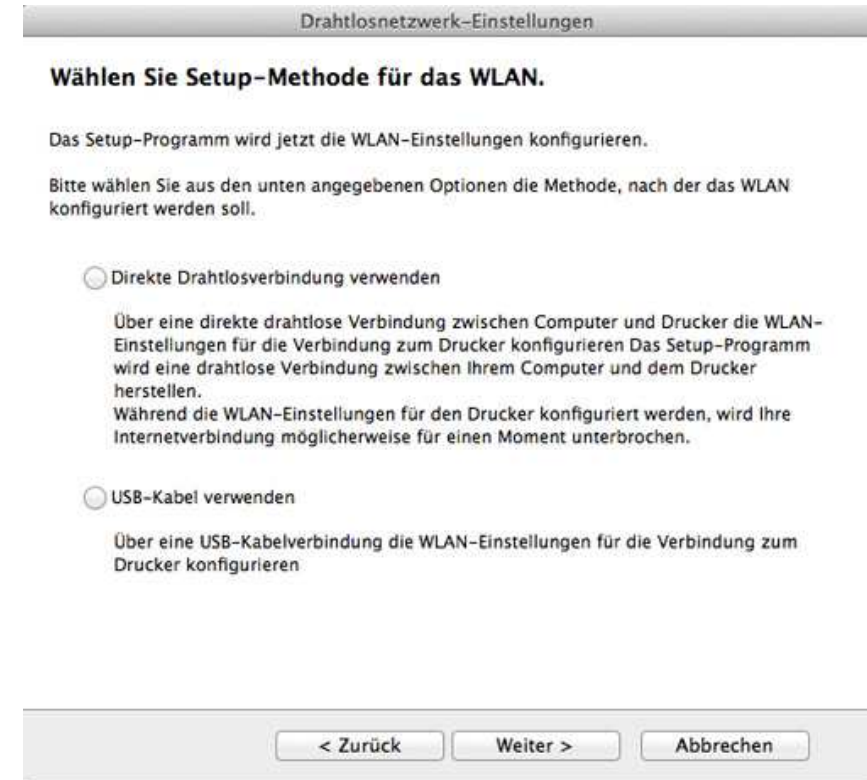 Drahtlosnetzwerk-Einstellungen
Wählen Sie Setup-Methode für das WLAN.
Das Setup-Programm wird jetzt die WLAN-Einstellungen konfigurieren.
Bitte wählen Sie aus den unten angegebenen Optionen die Methode, nach der das WLAN
konfiguriert werden soll.
Direkte Drahtlosverbindung verwenden
Über eine direkte drahtlose Verbindung zwischen Computer und Drucker die WLAN-
Einstellungen für die Verbindung zum Drucker konfigurieren Das Setup-Programm
wird eine drahtlose Verbindung zwischen Ihrem Computer und dem Drucker
herstellen.
Während die WLAN-Einstellungen für den Drucker konfiguriert werden, wird Ihre
Internetverbindung möglicherweise für einen Moment unterbrochen.
USB-Kabel verwenden
Über eine USB-Kabelverbindung die WLAN-Einstellungen für die Verbindung zum
Drucker konfigurieren
< Zurück Weiter > Abbrechen